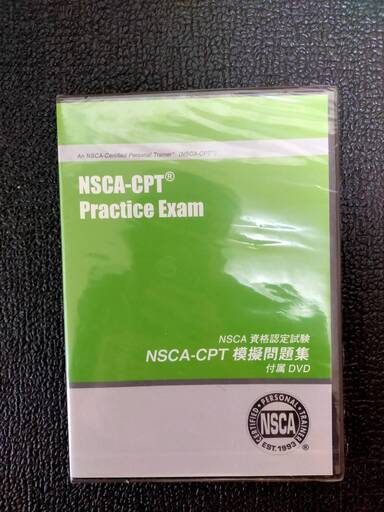 An NSCA-Certified Personal Trainer® (NSCA-CPT®)
NSCA-CPT®
Practice Exam
NSCA 資格認定試験
NSCA-CPT 模擬問題集
付属 DVD
CERTIFIED • PERSONAL • TRAINER
NSCA
EST. 1993
®